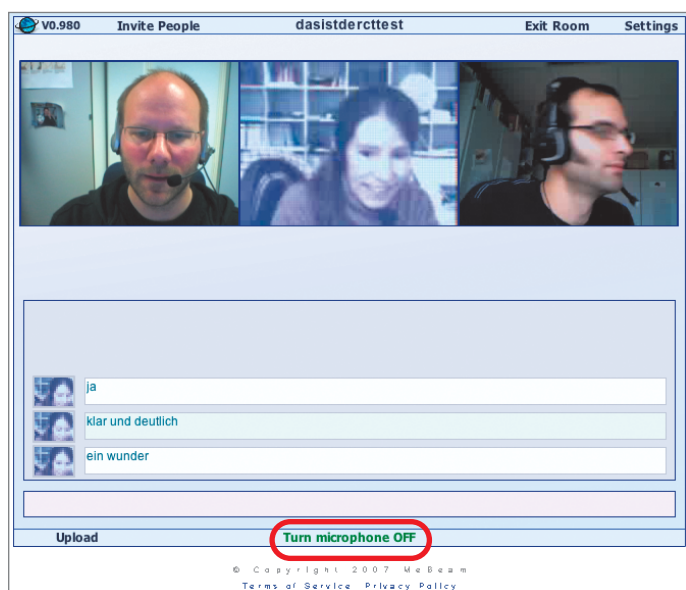 V0.980 Invite People dasistdercttest Exit Room Settings
ja
klar und deutlich
ein wunder
Upload Turn microphone OFF
© Copyright 2007 WeBeam
Terms of Service Privacy Policy